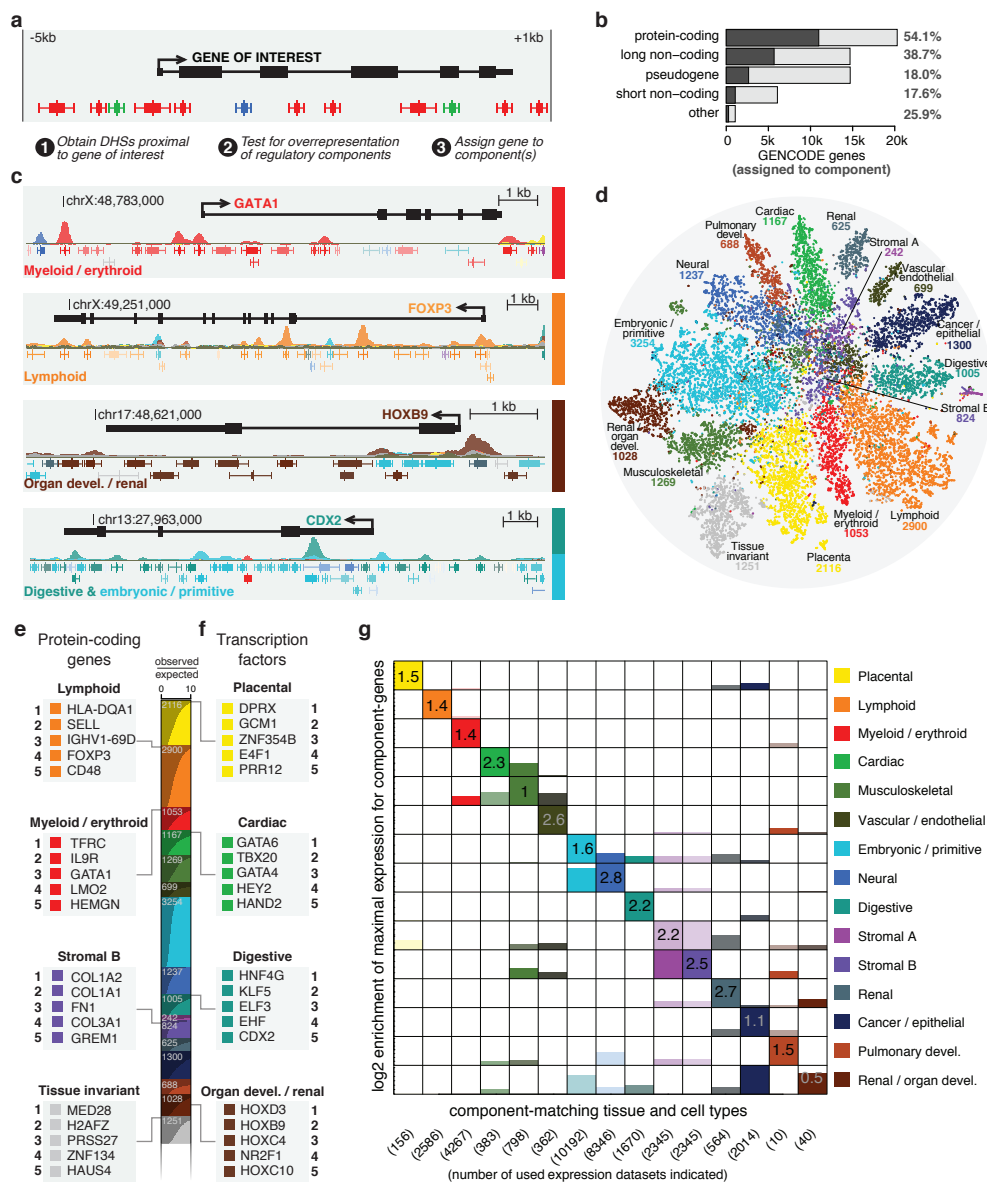 a
-5kb
+1kb
GENE OF INTEREST
1 Obtain DHSs proximal
to gene of interest
2 Test for overrepresentation
of regulatory components
3 Assign gene to
component(s)
b
protein-coding
54.1%
long non-coding
38.7%
pseudogene
18.0%
short non-coding
17.6%
other
25.9%
0
5k
10k
15k
20k
GENCODE genes
(assigned to component)
c
chrX:48,783,000
1 kb
GATA1
Myeloid / erythroid
chrX:49,251,000
1 kb
FOXP3
Lymphoid
chr17:48,621,000
1 kb
HOXB9
Organ devel. / renal
chr13:27,963,000
1 kb
CDX2
Digestive & embryonic / primitive
d
Cardiac
1167
Renal
625
Pulmonary
devel.
688
Stromal A
242
Neural
1237
Vascular /
endothelial
699
Embryonic /
primitive
3254
Cancer /
epithelial
1300
Digestive
1005
Stromal B
824
Renal /
organ
devel.
1028
Musculoskeletal
1269
Myeloid /
erythroid
1053
Lymphoid
2900
Tissue
invariant
1251
Placenta
2116
e
Protein-coding
genes
observed
expected
0
10
Lymphoid
1 HLA-DQA1
2 SELL
3 IGHV1-69D
4 FOXP3
5 CD48
Myeloid / erythroid
1 TFRC
2 IL9R
3 GATA1
4 LMO2
5 HEMGN
Stromal B
1 COL1A2
2 COL1A1
3 FN1
4 COL3A1
5 GREM1
Tissue invariant
1 MED28
2 H2AFZ
3 PRSS27
4 ZNF134
5 HAUS4
2116
2900
1053
1167
1269
699
3254
1237
1005
242
824
625
1300
688
1028
1251
f
Transcription
factors
Placental
DPRX 1
GCM1 2
ZNF354B 3
E4F1 4
PRR12 5
Cardiac
GATA6 1
TBX20 2
GATA4 3
HEY2 4
HAND2 5
Digestive
HNF4G 1
KLF5 2
ELF3 3
EHF 4
CDX2 5
Organ devel. / renal
HOXD3 1
HOXB9 2
HOXC4 3
NR2F1 4
HOXC10 5
g
log2 enrichment of maximal expression for component-genes
1.5
1.4
1.4
2.3
1
2.6
1.6
2.8
2.2
2.2
2.5
2.7
1.1
1.5
0.5
component-matching tissue and cell types
(156)
(2586)
(4267)
(383)
(798)
(362)
(10192)
(8346)
(1670)
(2345)
(2345)
(564)
(2014)
(10)
(40)
(number of used expression datasets indicated)
Placental
Lymphoid
Myeloid / erythroid
Cardiac
Musculoskeletal
Vascular / endothelial
Embryonic / primitive
Neural
Digestive
Stromal A
Stromal B
Renal
Cancer / epithelial
Pulmonary devel.
Renal / organ devel.